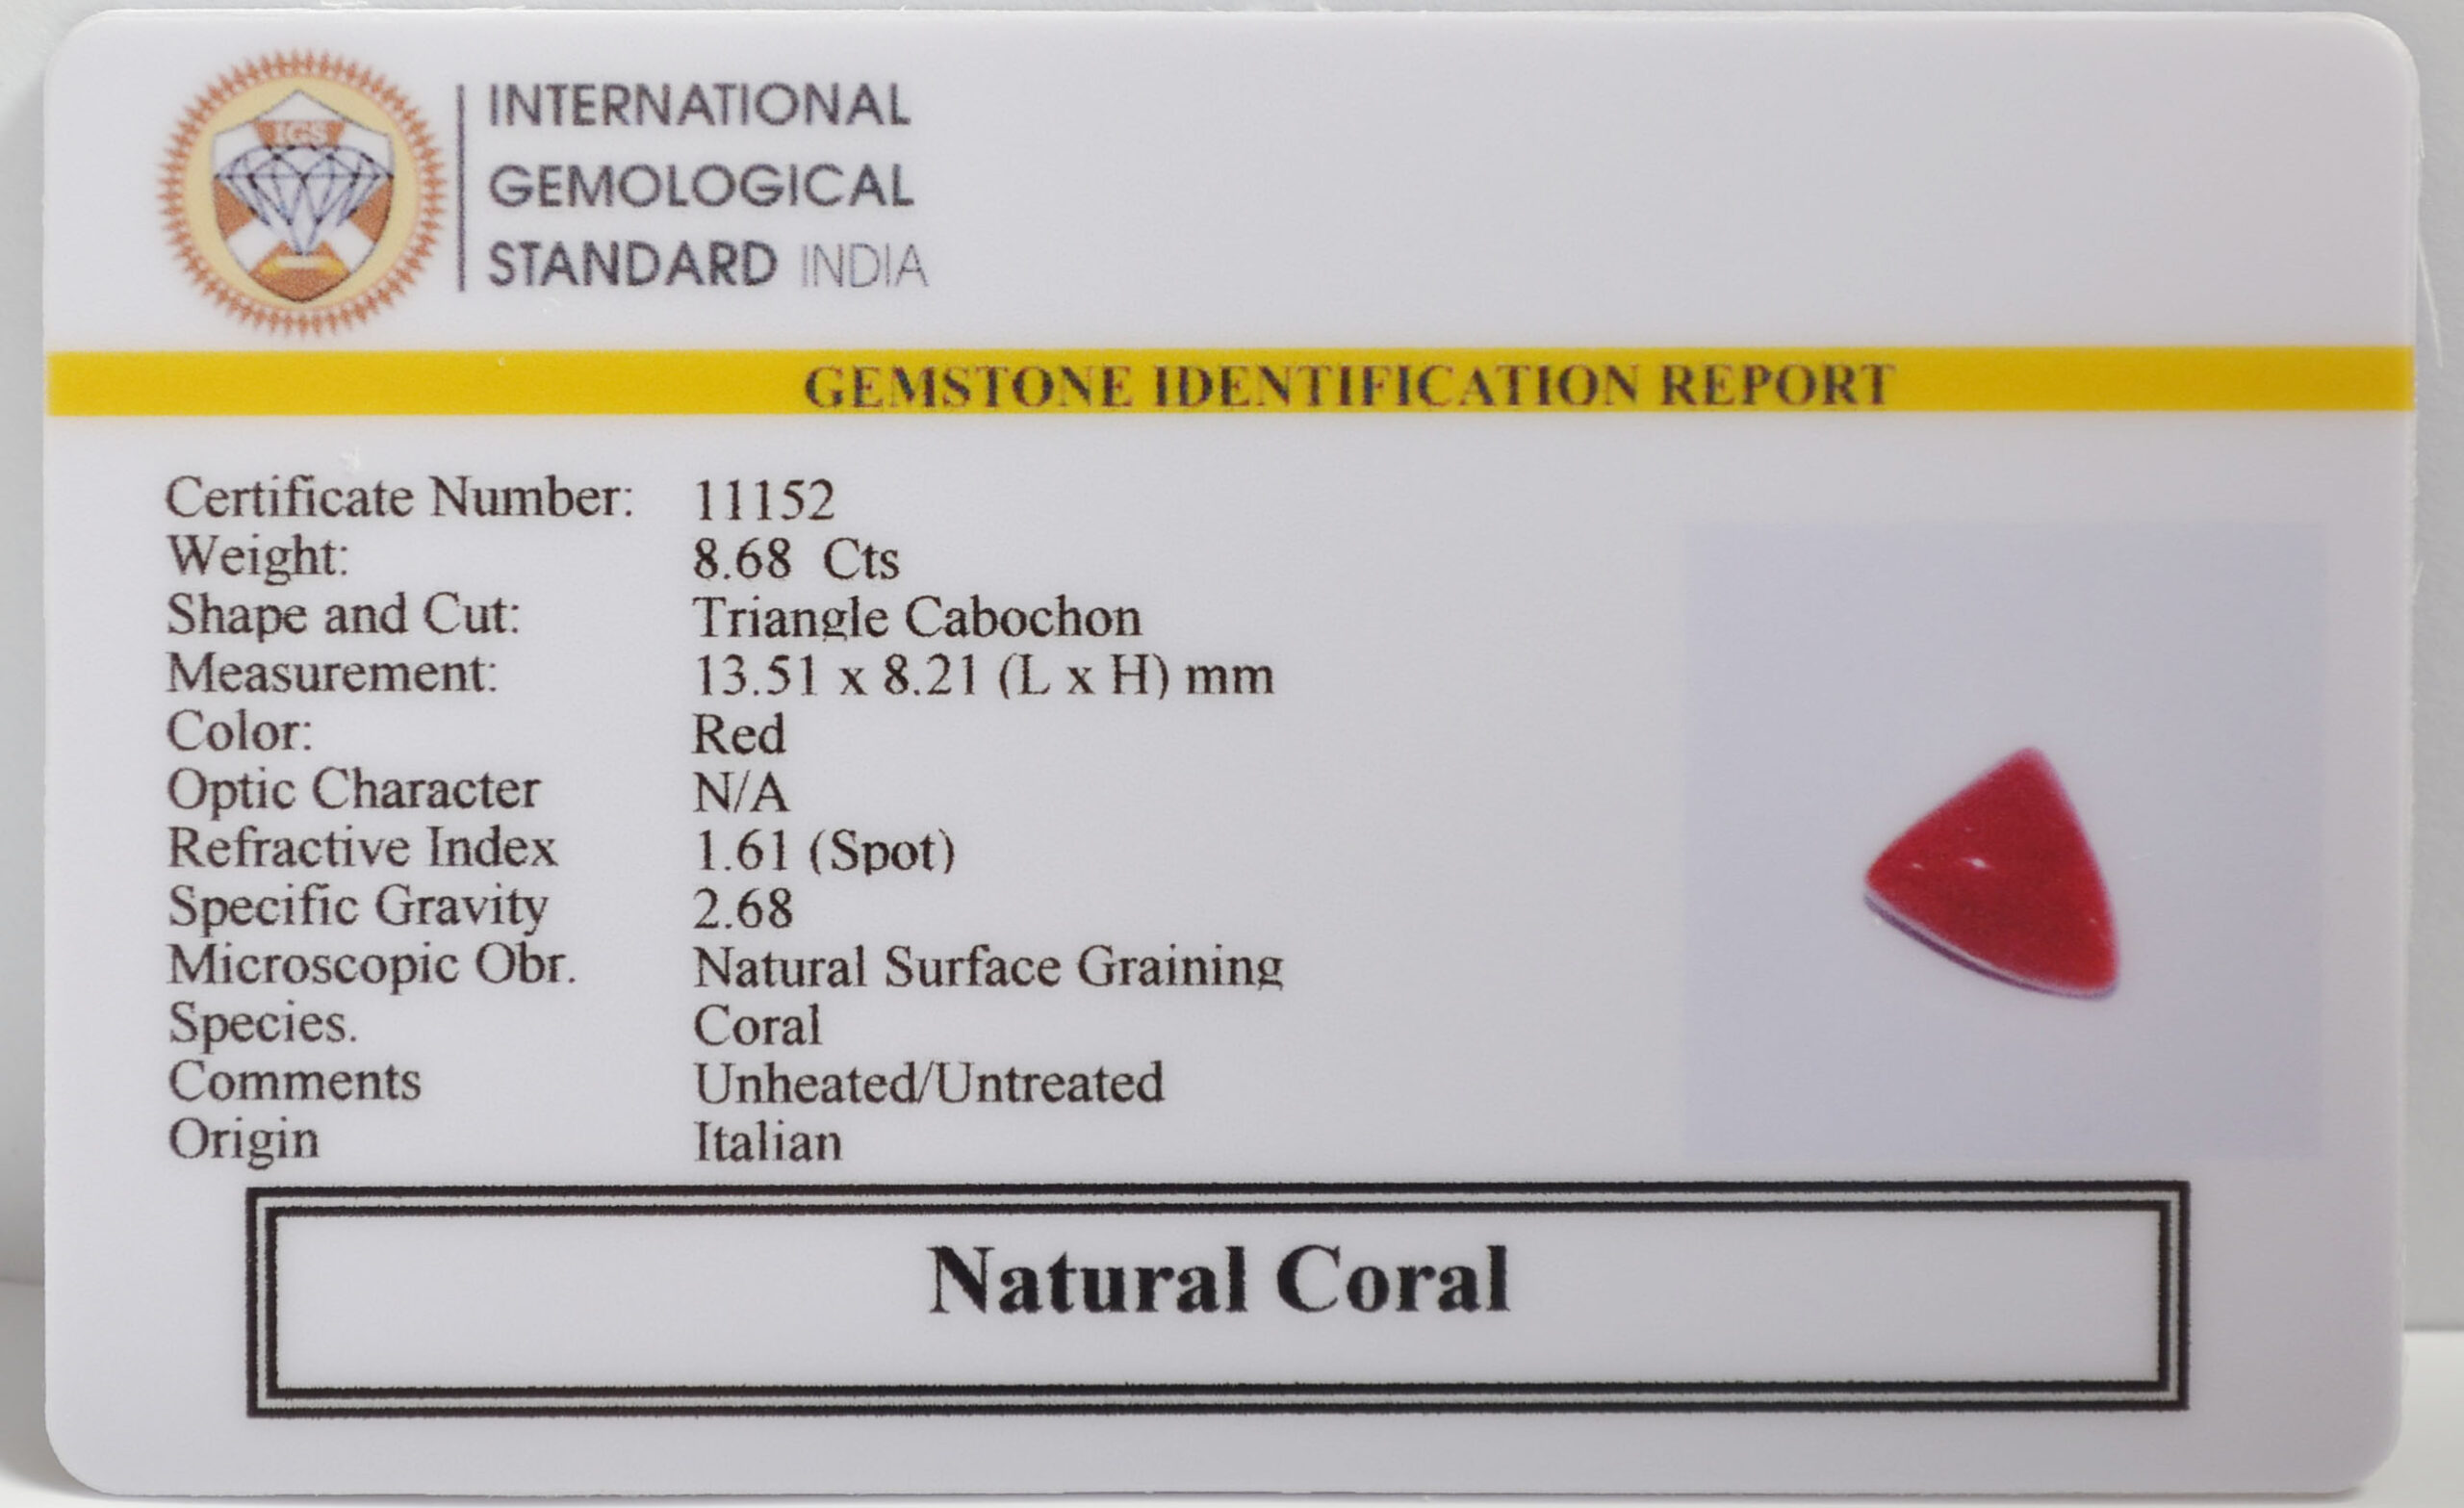 IGS
INTERNATIONAL
GEMOLOGICAL
STANDARD INDIA
GEMSTONE IDENTIFICATION REPORT
Certificate Number: 11152
Weight: 8.68 Cts
Shape and Cut: Triangle Cabochon
Measurement: 13.51 x 8.21 (L x H) mm
Color: Red
Optic Character N/A
Refractive Index 1.61 (Spot)
Specific Gravity 2.68
Microscopic Obr. Natural Surface Graining
Species. Coral
Comments Unheated/Untreated
Origin Italian
Natural Coral